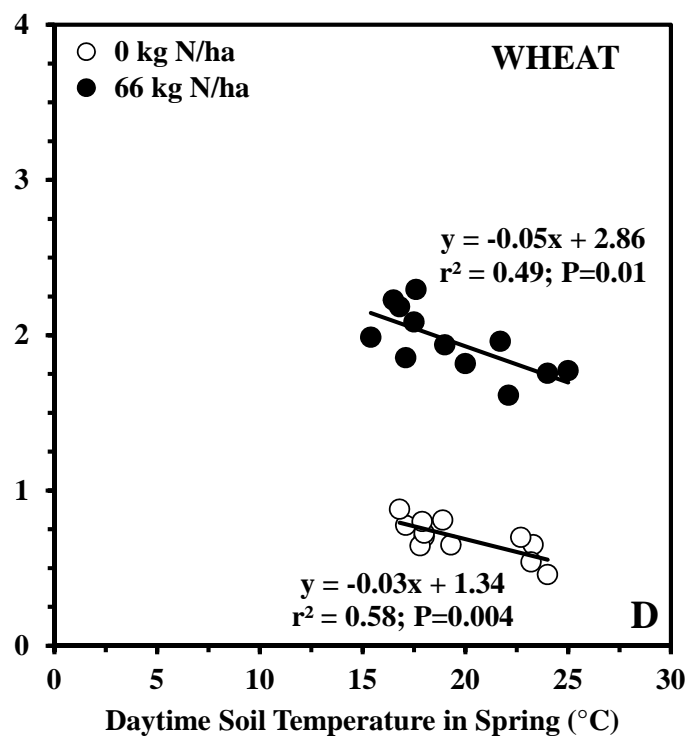 4
0 kg N/ha
WHEAT
66 kg N/ha
3
y = -0.05x + 2.86
r² = 0.49; P=0.01
2
1
y = -0.03x + 1.34
r² = 0.58; P=0.004
D
0
0 5 10 15 20 25 30
Daytime Soil Temperature in Spring (°C)